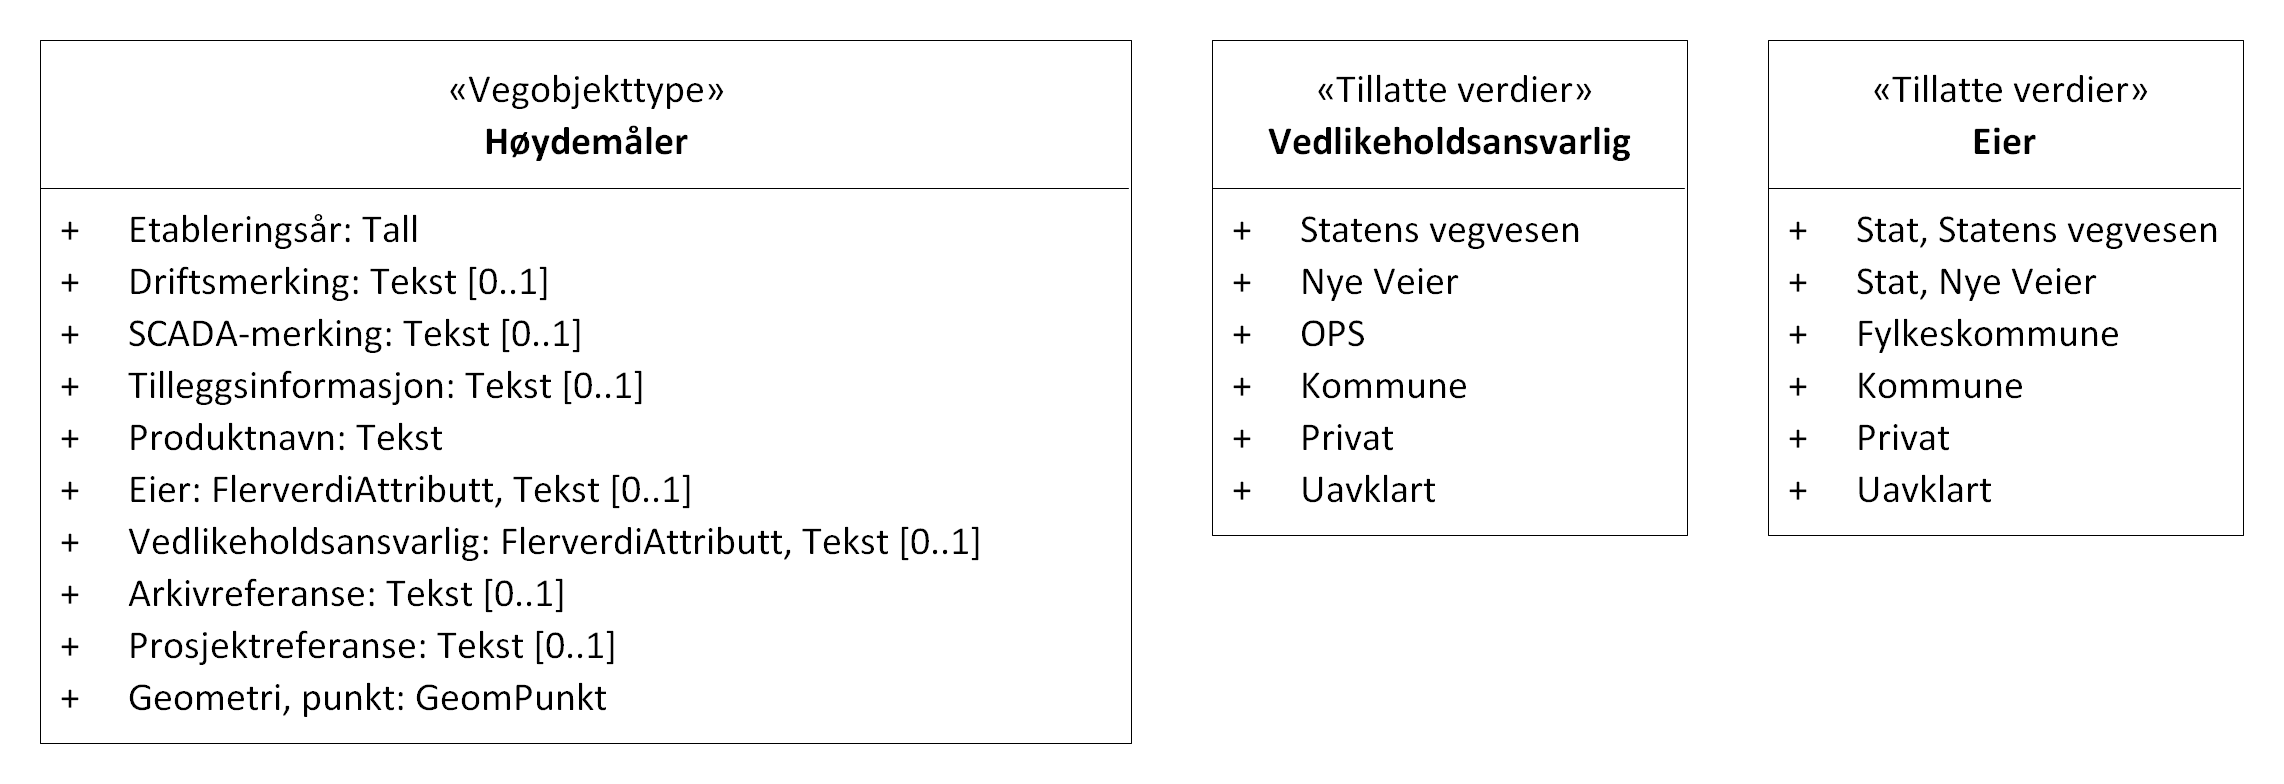 «Vegobjekttype»
Høydemåler
+ Etableringsår: Tall
+ Driftsmerking: Tekst [0..1]
+ SCADA-merking: Tekst [0..1]
+ Tilleggsinformasjon: Tekst [0..1]
+ Produktnavn: Tekst
+ Eier: FlerverdiAttributt, Tekst [0..1]
+ Vedlikeholdsansvarlig: FlerverdiAttributt, Tekst [0..1]
+ Arkivreferanse: Tekst [0..1]
+ Prosjektreferanse: Tekst [0..1]
+ Geometri, punkt: GeomPunkt
«Tillatte verdier»
Vedlikeholdsansvarlig
+ Statens vegvesen
+ Nye Veier
+ OPS
+ Kommune
+ Privat
+ Uavklart
«Tillatte verdier»
Eier
+ Stat, Statens vegvesen
+ Stat, Nye Veier
+ Fylkeskommune
+ Kommune
+ Privat
+ Uavklart